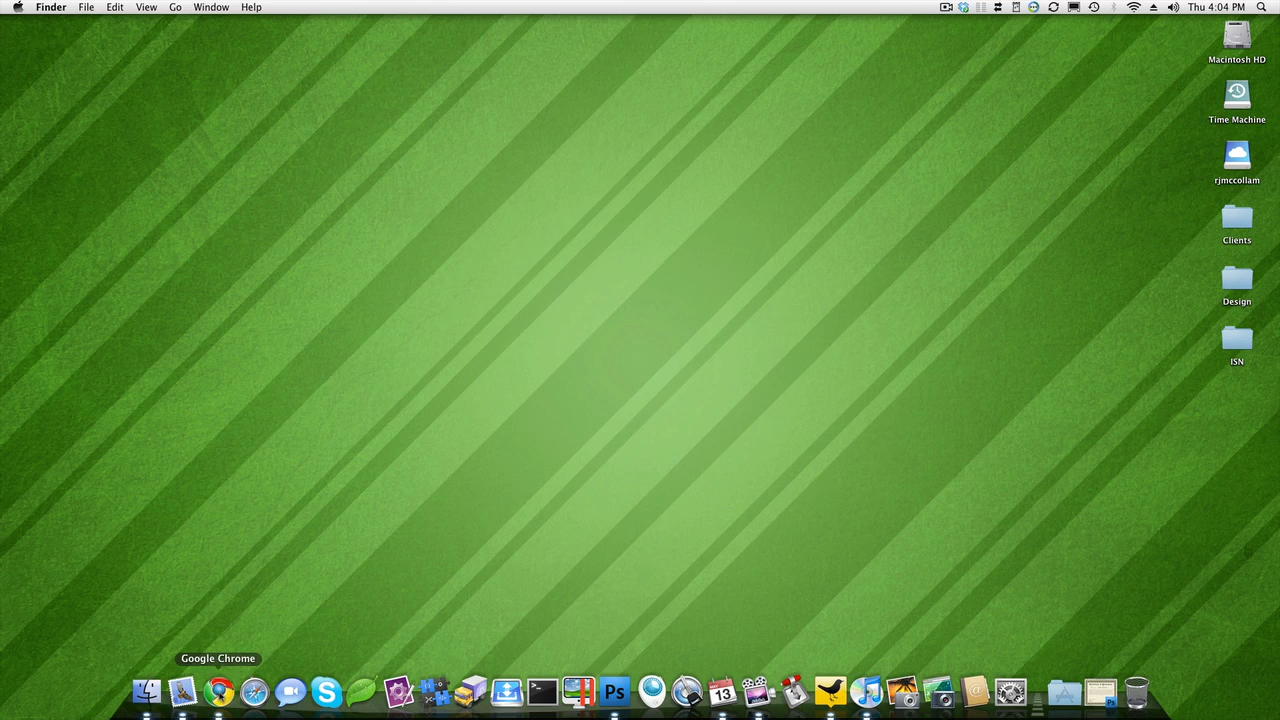 Finder File Edit View Go Window Help Thu 4:04 PM
Macintosh HD
Time Machine
rjmccollam
Clients
Design
ISN
Google Chrome
Ps
13